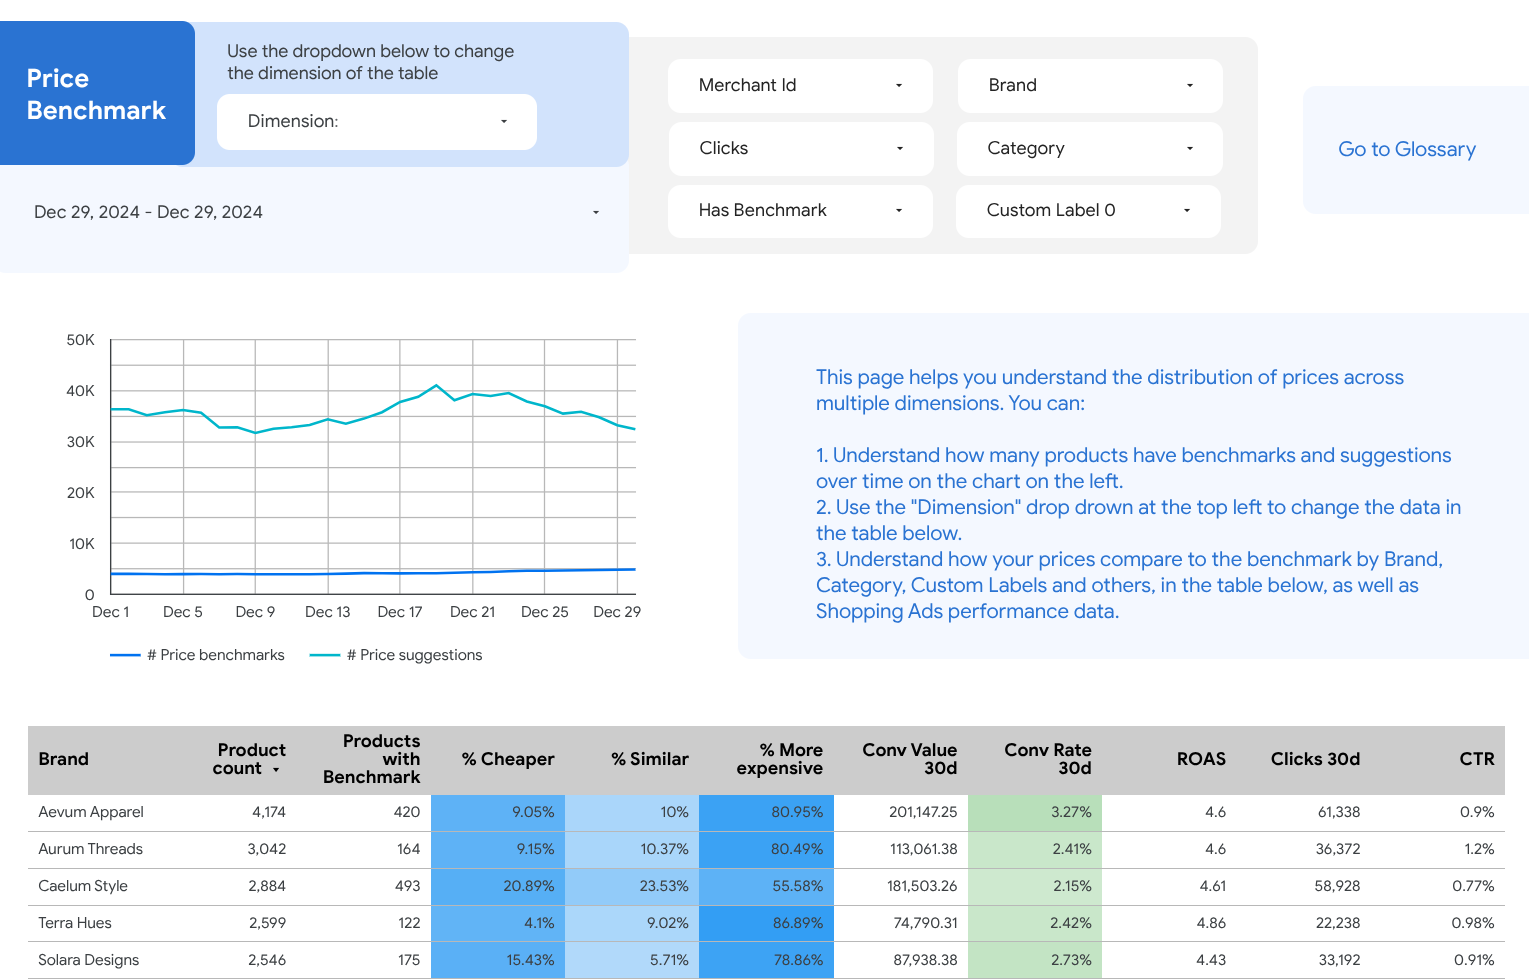 Price
Benchmark
Use the dropdown below to change
the dimension of the table
Dimension:
Dec 29, 2024 - Dec 29, 2024
Merchant Id
Brand
Clicks
Category
Has Benchmark
Custom Label 0
Go to Glossary
50K
40K
30K
20K
10K
0
Dec 1 Dec 5 Dec 9 Dec 13 Dec 17 Dec 21 Dec 25 Dec 29
# Price benchmarks # Price suggestions
This page helps you understand the distribution of prices across
multiple dimensions. You can:
1. Understand how many products have benchmarks and suggestions
over time on the chart on the left.
2. Use the "Dimension" drop drown at the top left to change the data in
the table below.
3. Understand how your prices compare to the benchmark by Brand,
Category, Custom Labels and others, in the table below, as well as
Shopping Ads performance data.
Brand Product count Products with Benchmark % Cheaper % Similar % More expensive Conv Value 30d Conv Rate 30d ROAS Clicks 30d CTR
Aevum Apparel 4,174 420 9.05% 10% 80.95% 201,147.25 3.27% 4.6 61,338 0.9%
Aurum Threads 3,042 164 9.15% 10.37% 80.49% 113,061.38 2.41% 4.6 36,372 1.2%
Caelum Style 2,884 493 20.89% 23.53% 55.58% 181,503.26 2.15% 4.61 58,928 0.77%
Terra Hues 2,599 122 4.1% 9.02% 86.89% 74,790.31 2.42% 4.86 22,238 0.98%
Solara Designs 2,546 175 15.43% 5.71% 78.86% 87,938.38 2.73% 4.43 33,192 0.91%